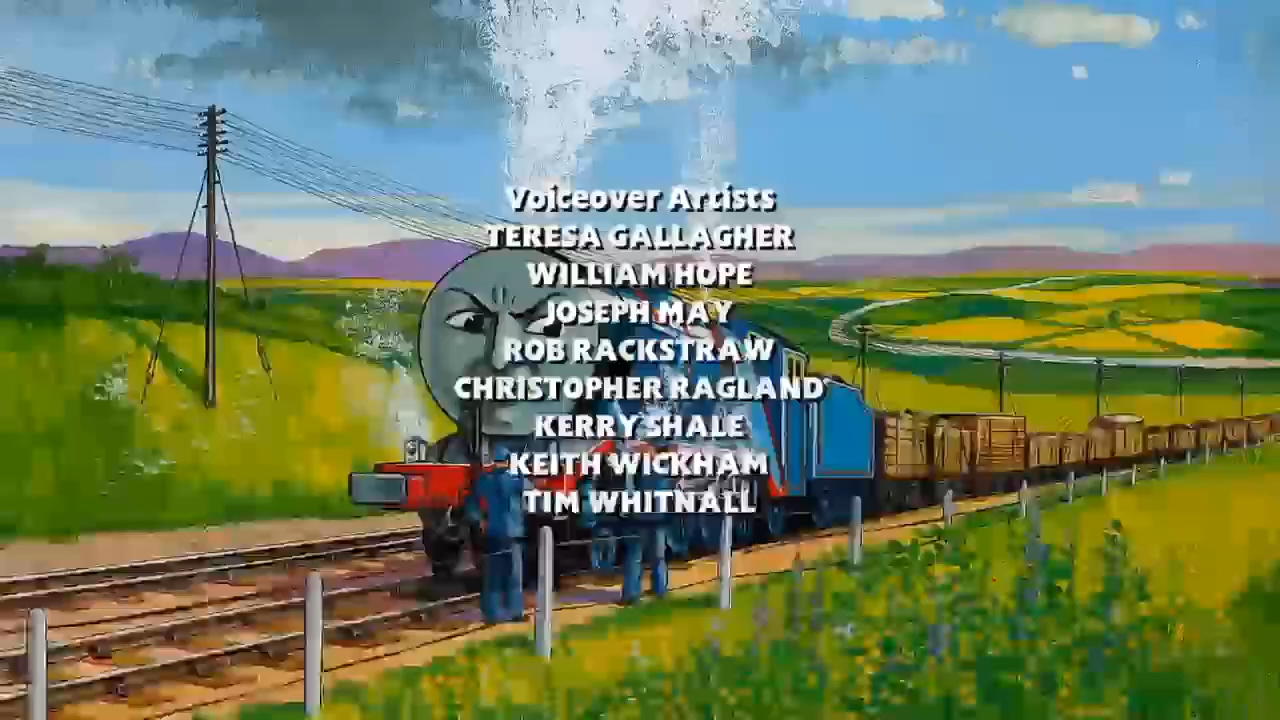 Voiceover Artists
TERESA GALLAGHER
WILLIAM HOPE
JOSEPH MAY
ROB RACKSTRAW
CHRISTOPHER RAGLAND
KERRY SHALE
KEITH WICKHAM
TIM WHITNALL